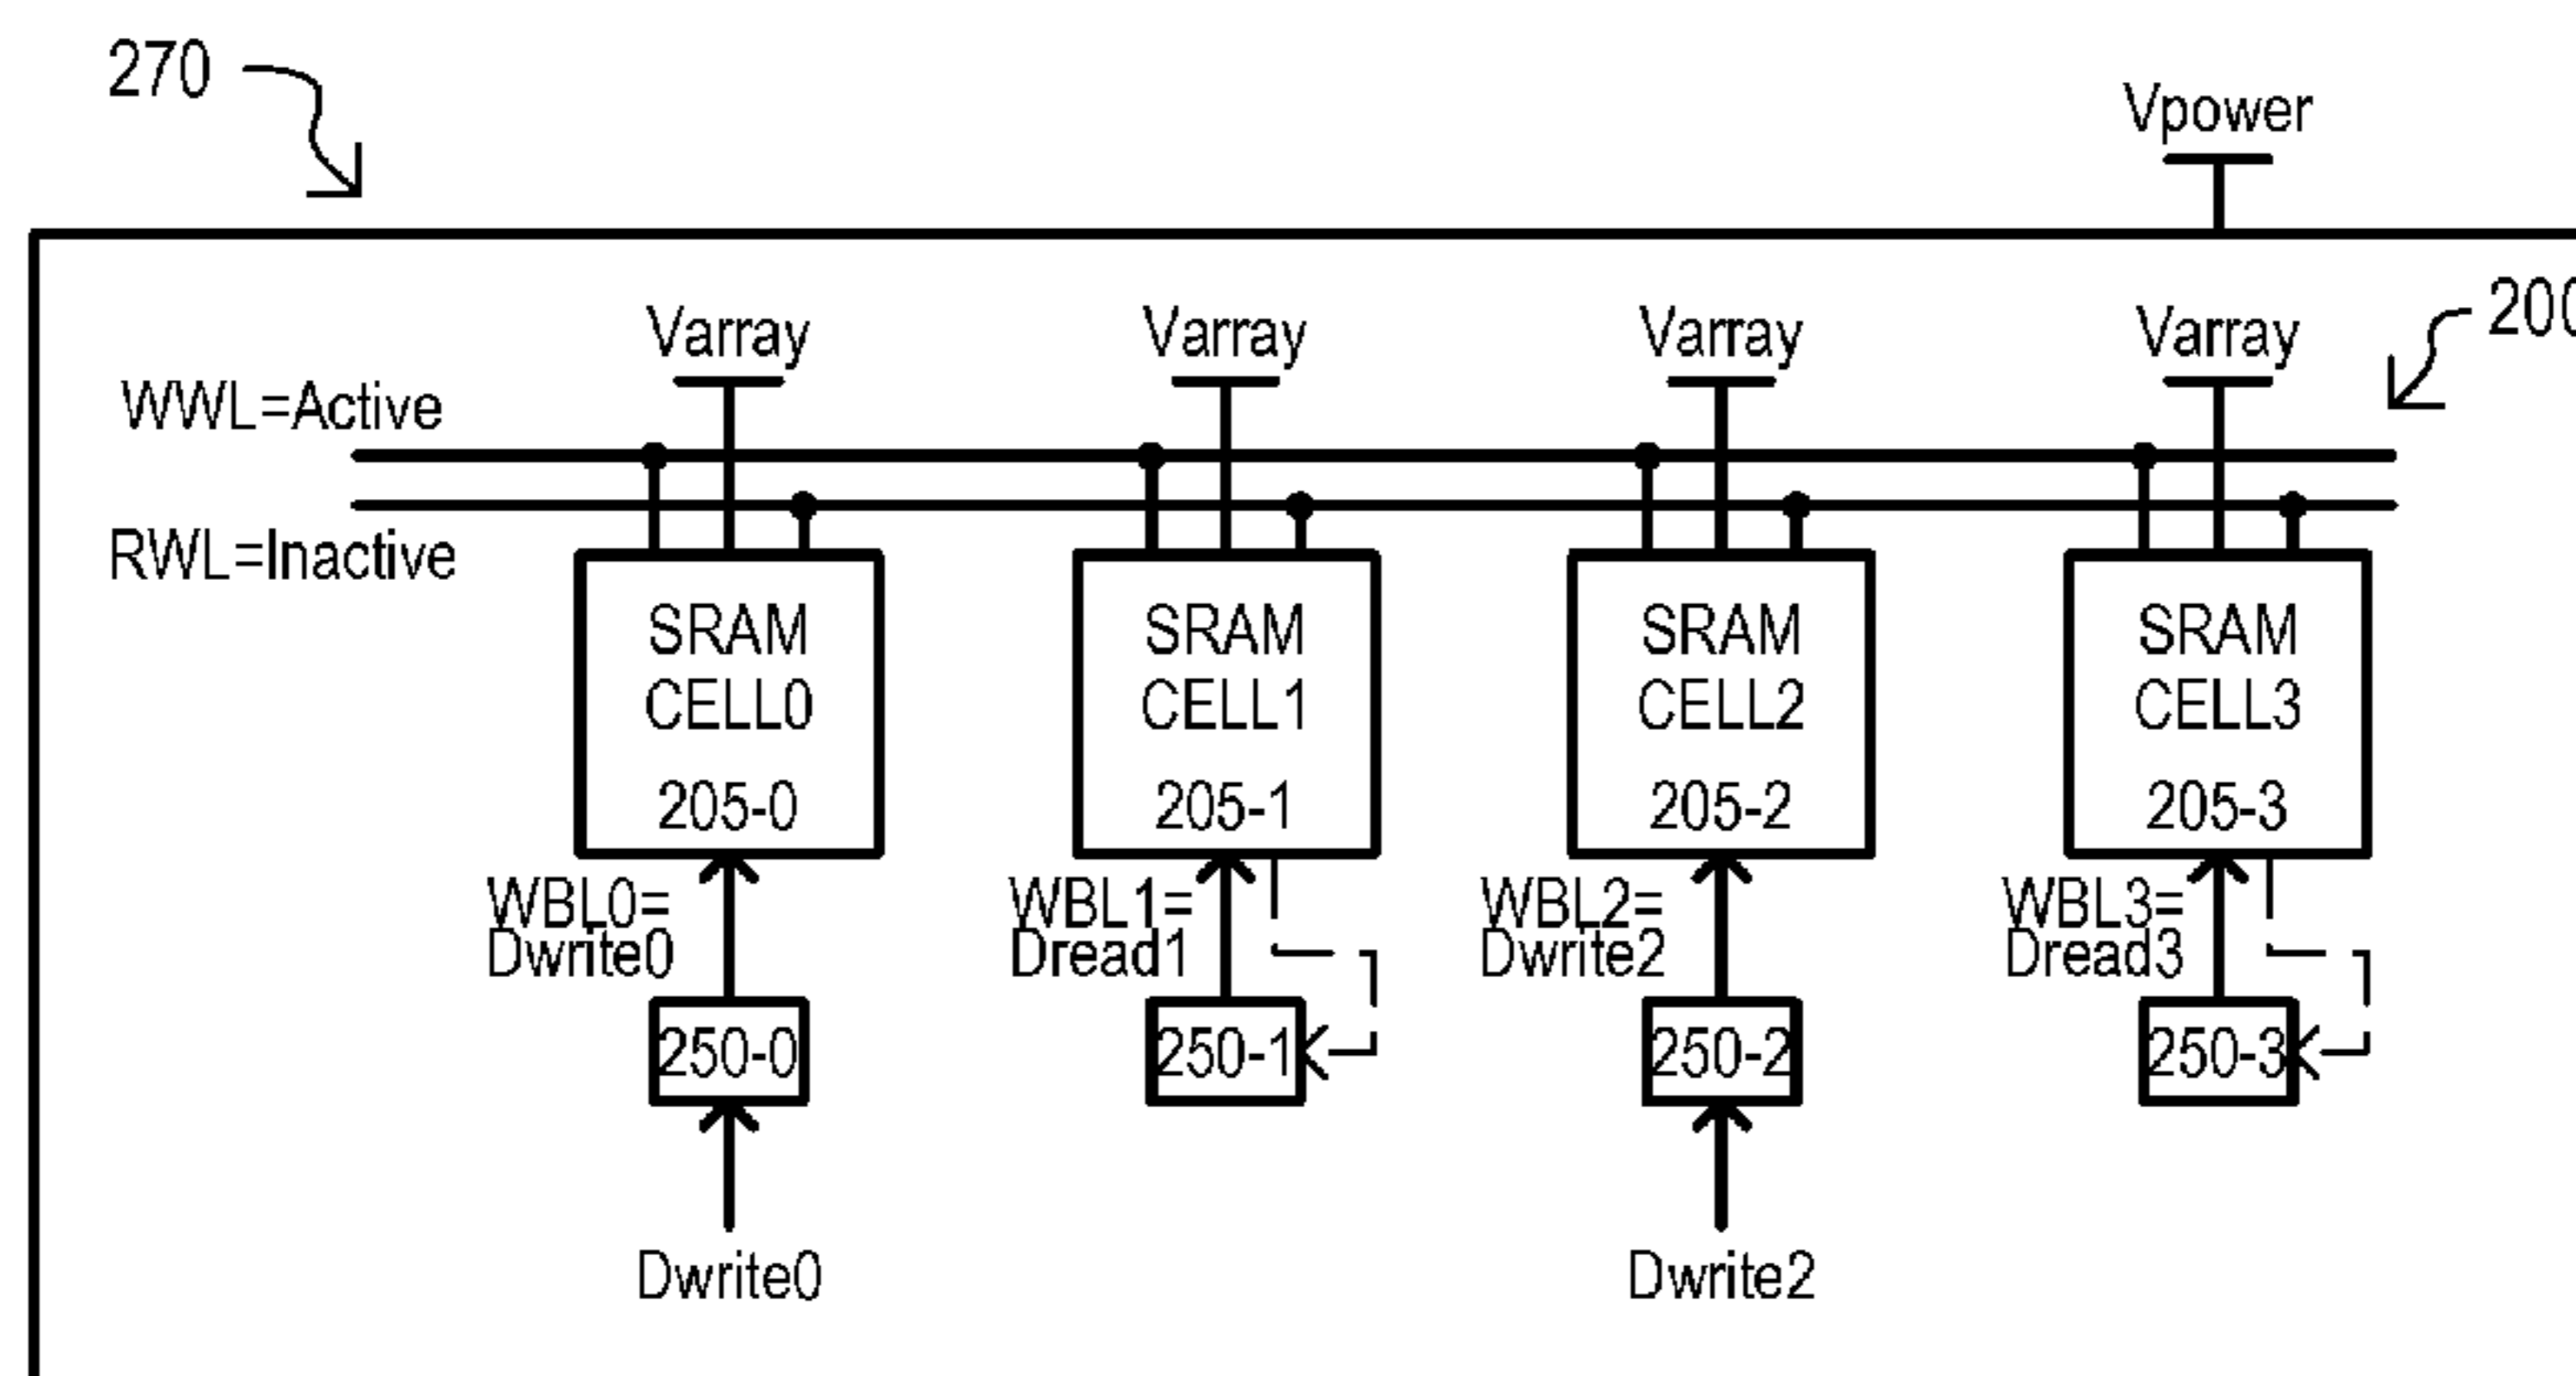 270
Vpower
200
Varray Varray Varray Varray
WWL=Active
RWL=Inactive
SRAM SRAM SRAM SRAM
CELL0 CELL1 CELL2 CELL3
205-0 205-1 205-2 205-3
WBL0= WBL1= WBL2= WBL3=
Dwrite0 Dread1 Dwrite2 Dread3
250-0 250-1 250-2 250-3
Dwrite0 Dwrite2